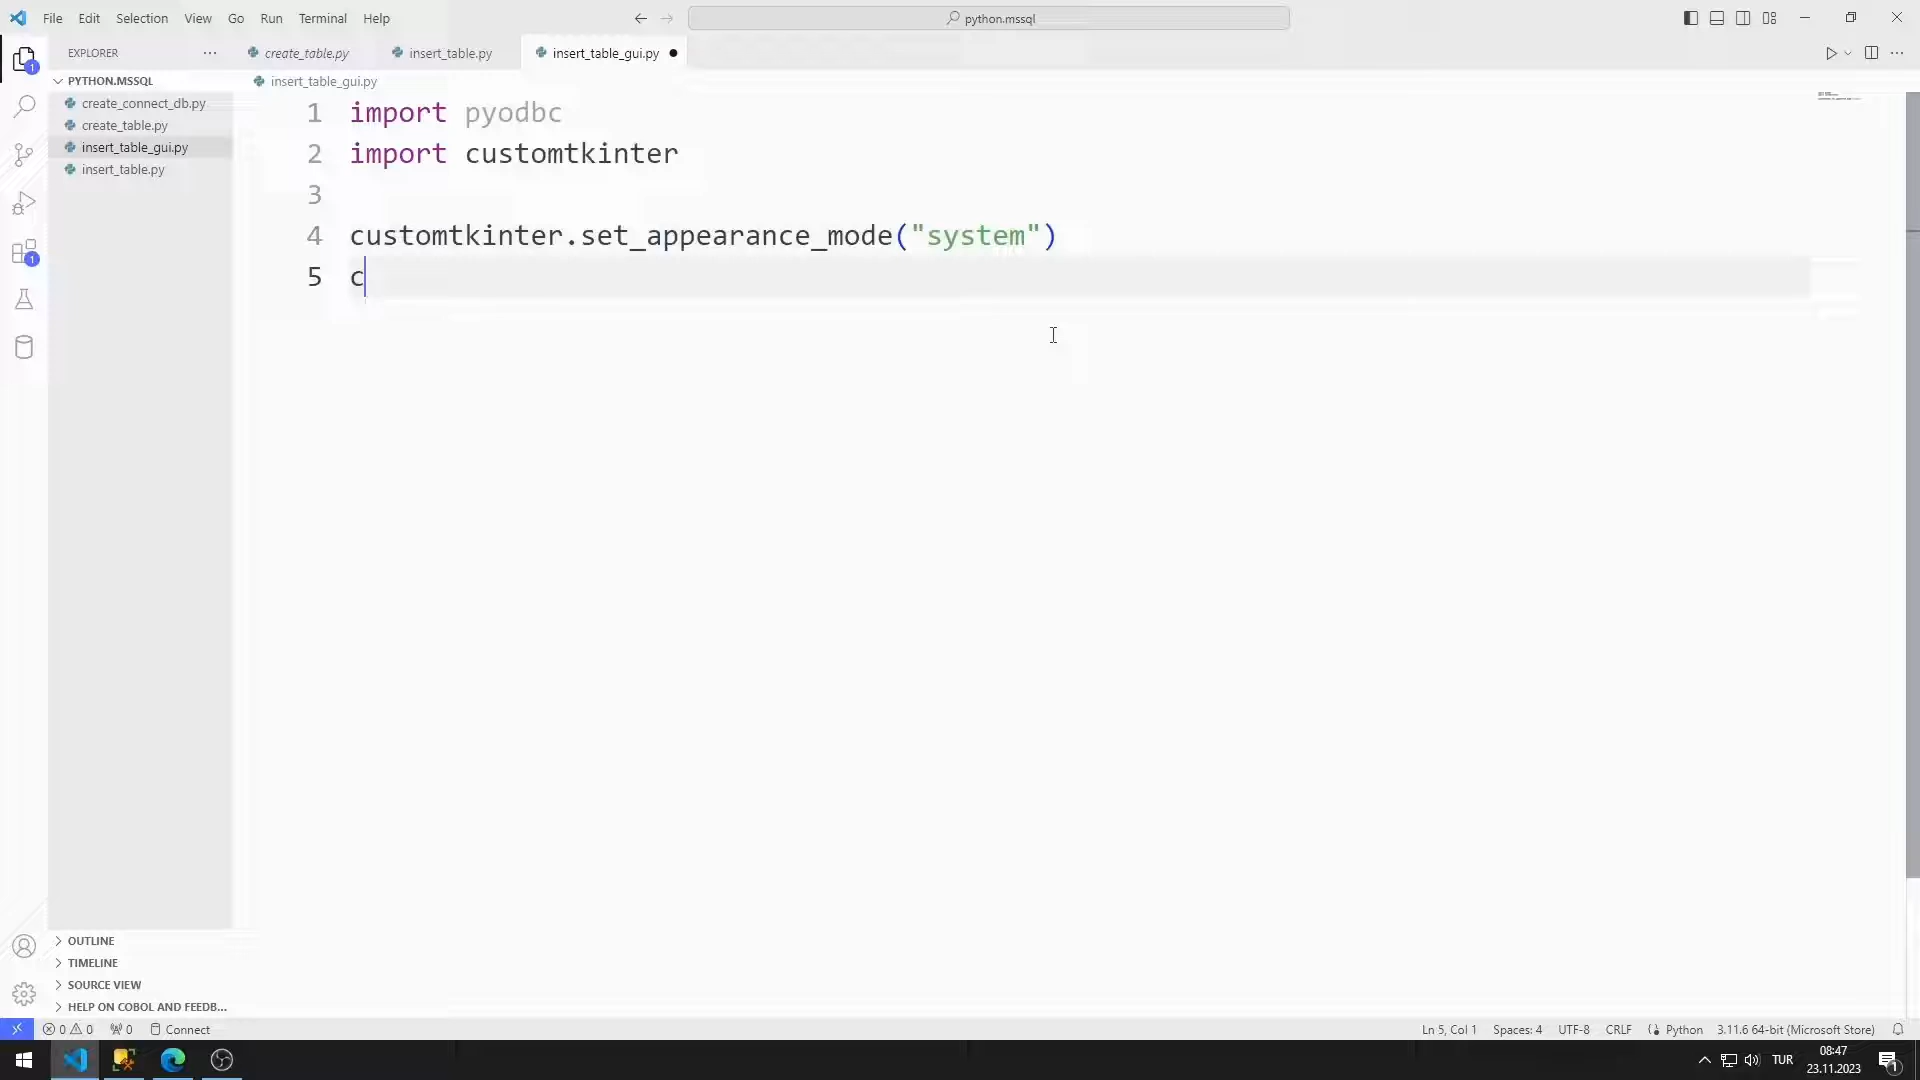 File Edit Selection View Go Run Terminal Help
python.mssql
EXPLORER
create_table.py
insert_table.py
insert_table_gui.py
PYTHON.MSSQL
insert_table_gui.py
create_connect_db.py
create_table.py
insert_table_gui.py
insert_table.py
1 import pyodbc
2 import customtkinter
3
4 customtkinter.set_appearance_mode("system")
5 c
1
1
OUTLINE
TIMELINE
SOURCE VIEW
HELP ON COBOL AND FEEDB...
0 0 0 Connect
Ln 5, Col 1 Spaces: 4 UTF-8 CRLF Python 3.11.6 64-bit (Microsoft Store)
TUR
08:47
23.11.2023
1